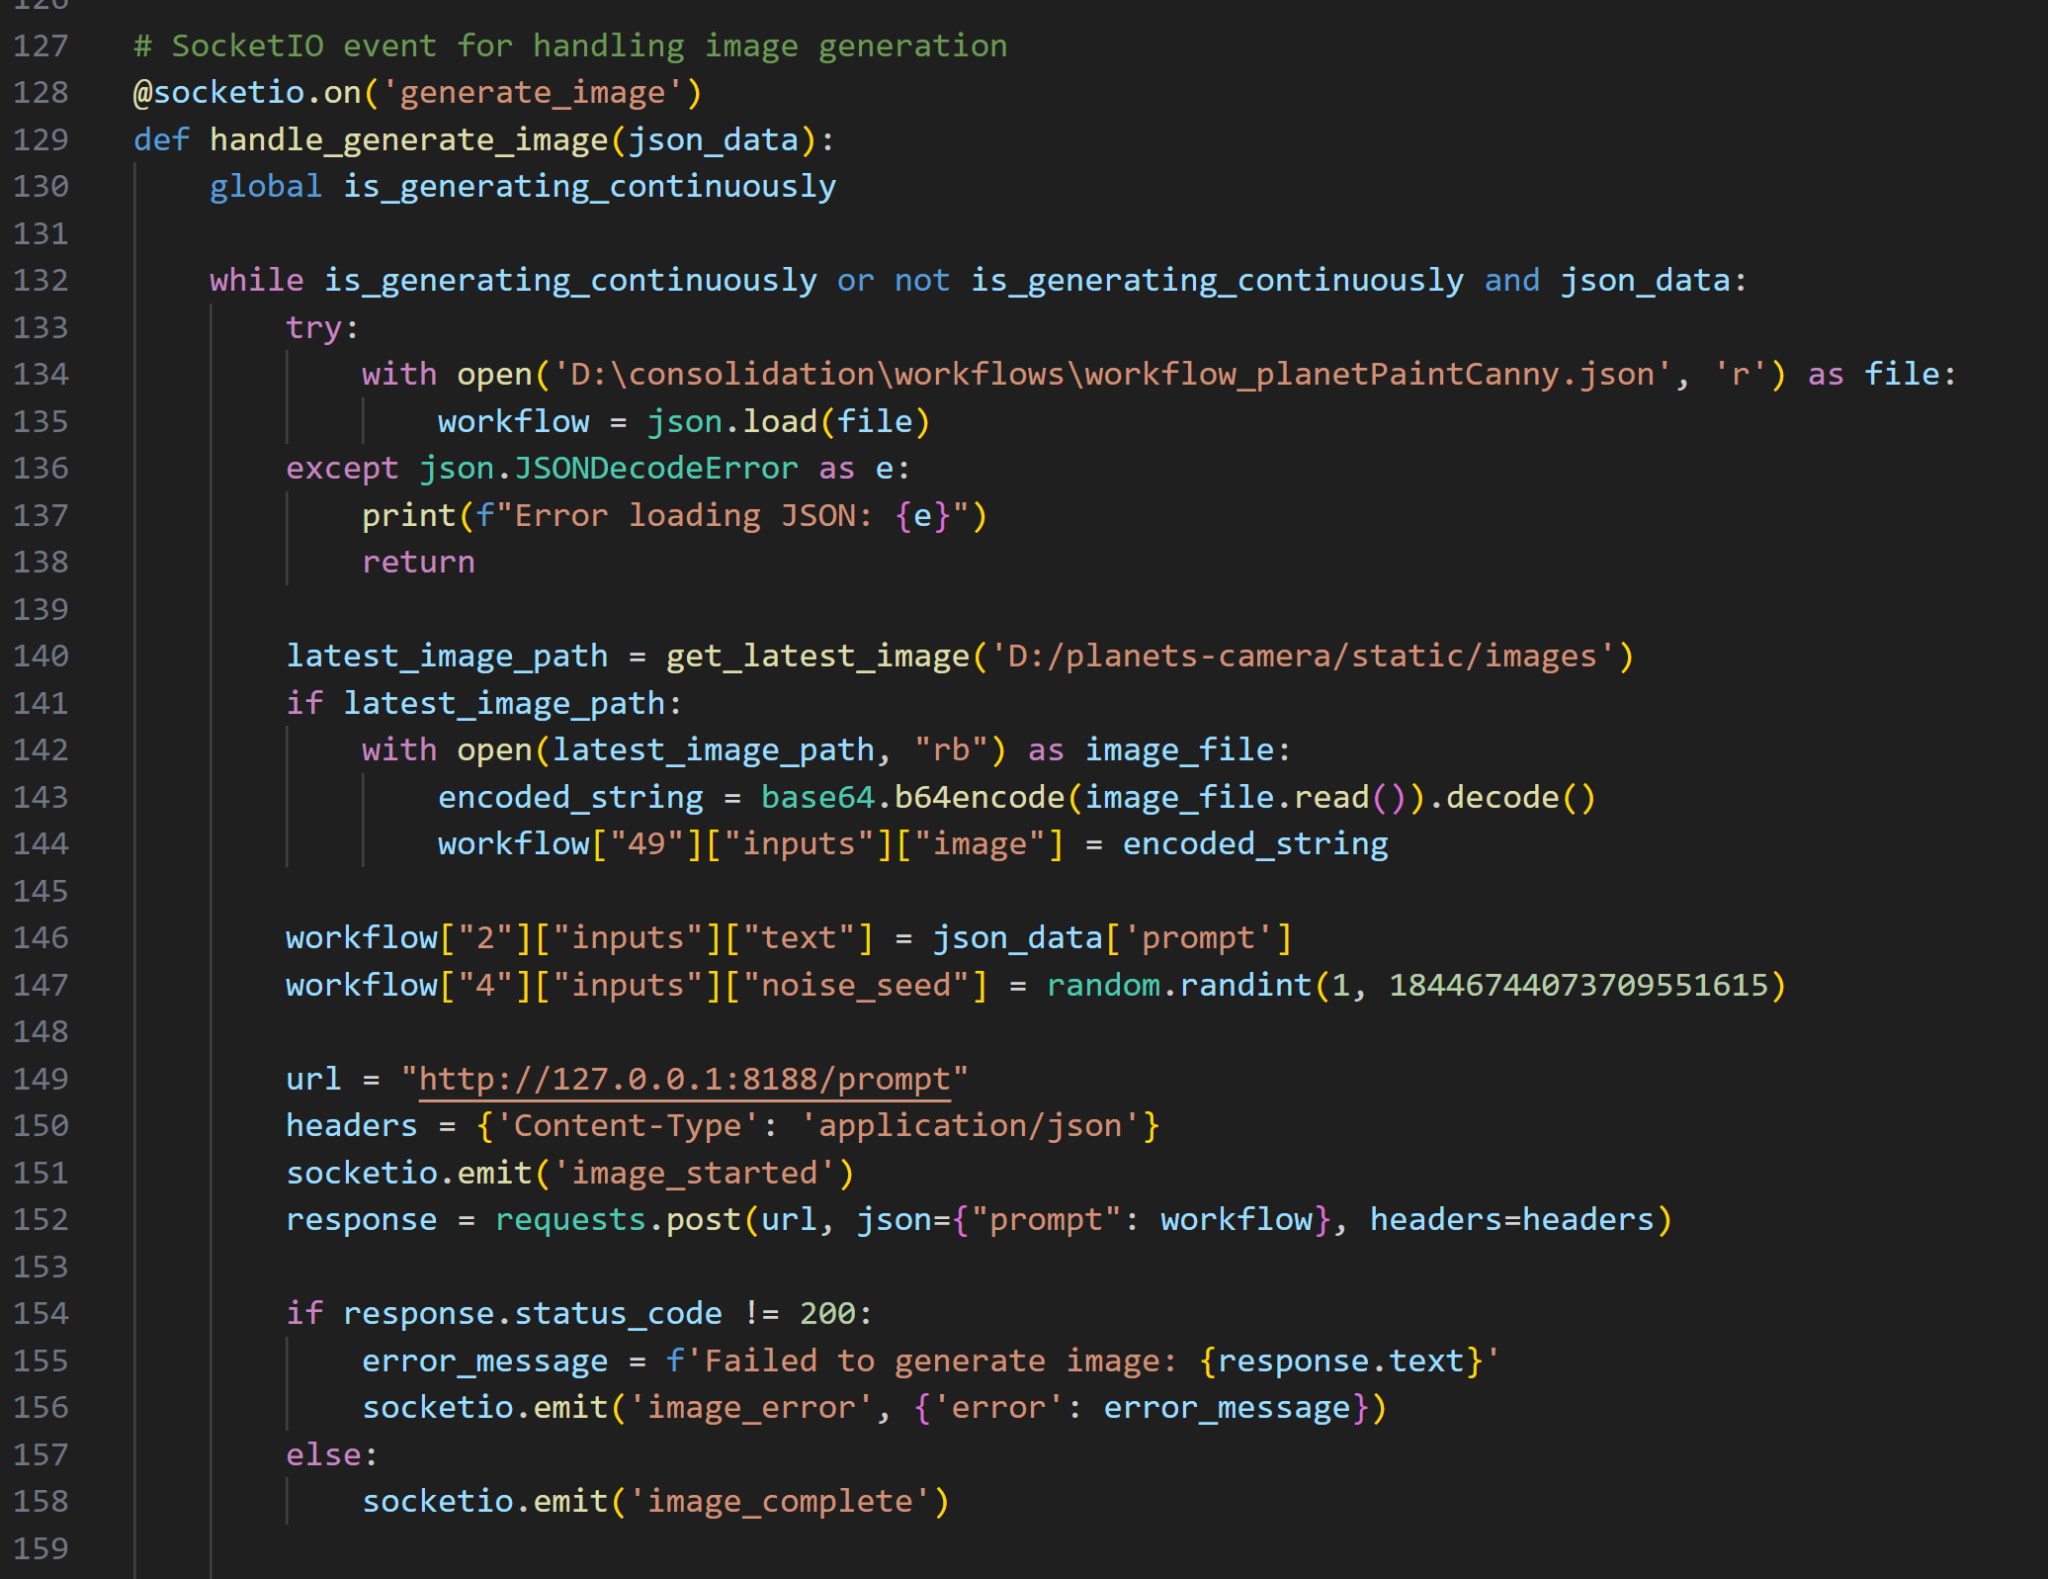 126
127 # SocketIO event for handling image generation
128 @socketio.on('generate_image')
129 def handle_generate_image(json_data):
130     global is_generating_continuously
131
132     while is_generating_continuously or not is_generating_continuously and json_data:
133         try:
134             with open('D:\consolidation\workflows\workflow_planetPaintCanny.json', 'r') as file:
135                 workflow = json.load(file)
136         except json.JSONDecodeError as e:
137             print(f"Error loading JSON: {e}")
138             return
139
140         latest_image_path = get_latest_image('D:/planets-camera/static/images')
141         if latest_image_path:
142             with open(latest_image_path, "rb") as image_file:
143                 encoded_string = base64.b64encode(image_file.read()).decode()
144                 workflow["49"]["inputs"]["image"] = encoded_string
145
146         workflow["2"]["inputs"]["text"] = json_data['prompt']
147         workflow["4"]["inputs"]["noise_seed"] = random.randint(1, 18446744073709551615)
148
149         url = "http://127.0.0.1:8188/prompt"
150         headers = {'Content-Type': 'application/json'}
151         socketio.emit('image_started')
152         response = requests.post(url, json={"prompt": workflow}, headers=headers)
153
154         if response.status_code != 200:
155             error_message = f'Failed to generate image: {response.text}'
156             socketio.emit('image_error', {'error': error_message})
157         else:
158             socketio.emit('image_complete')
159